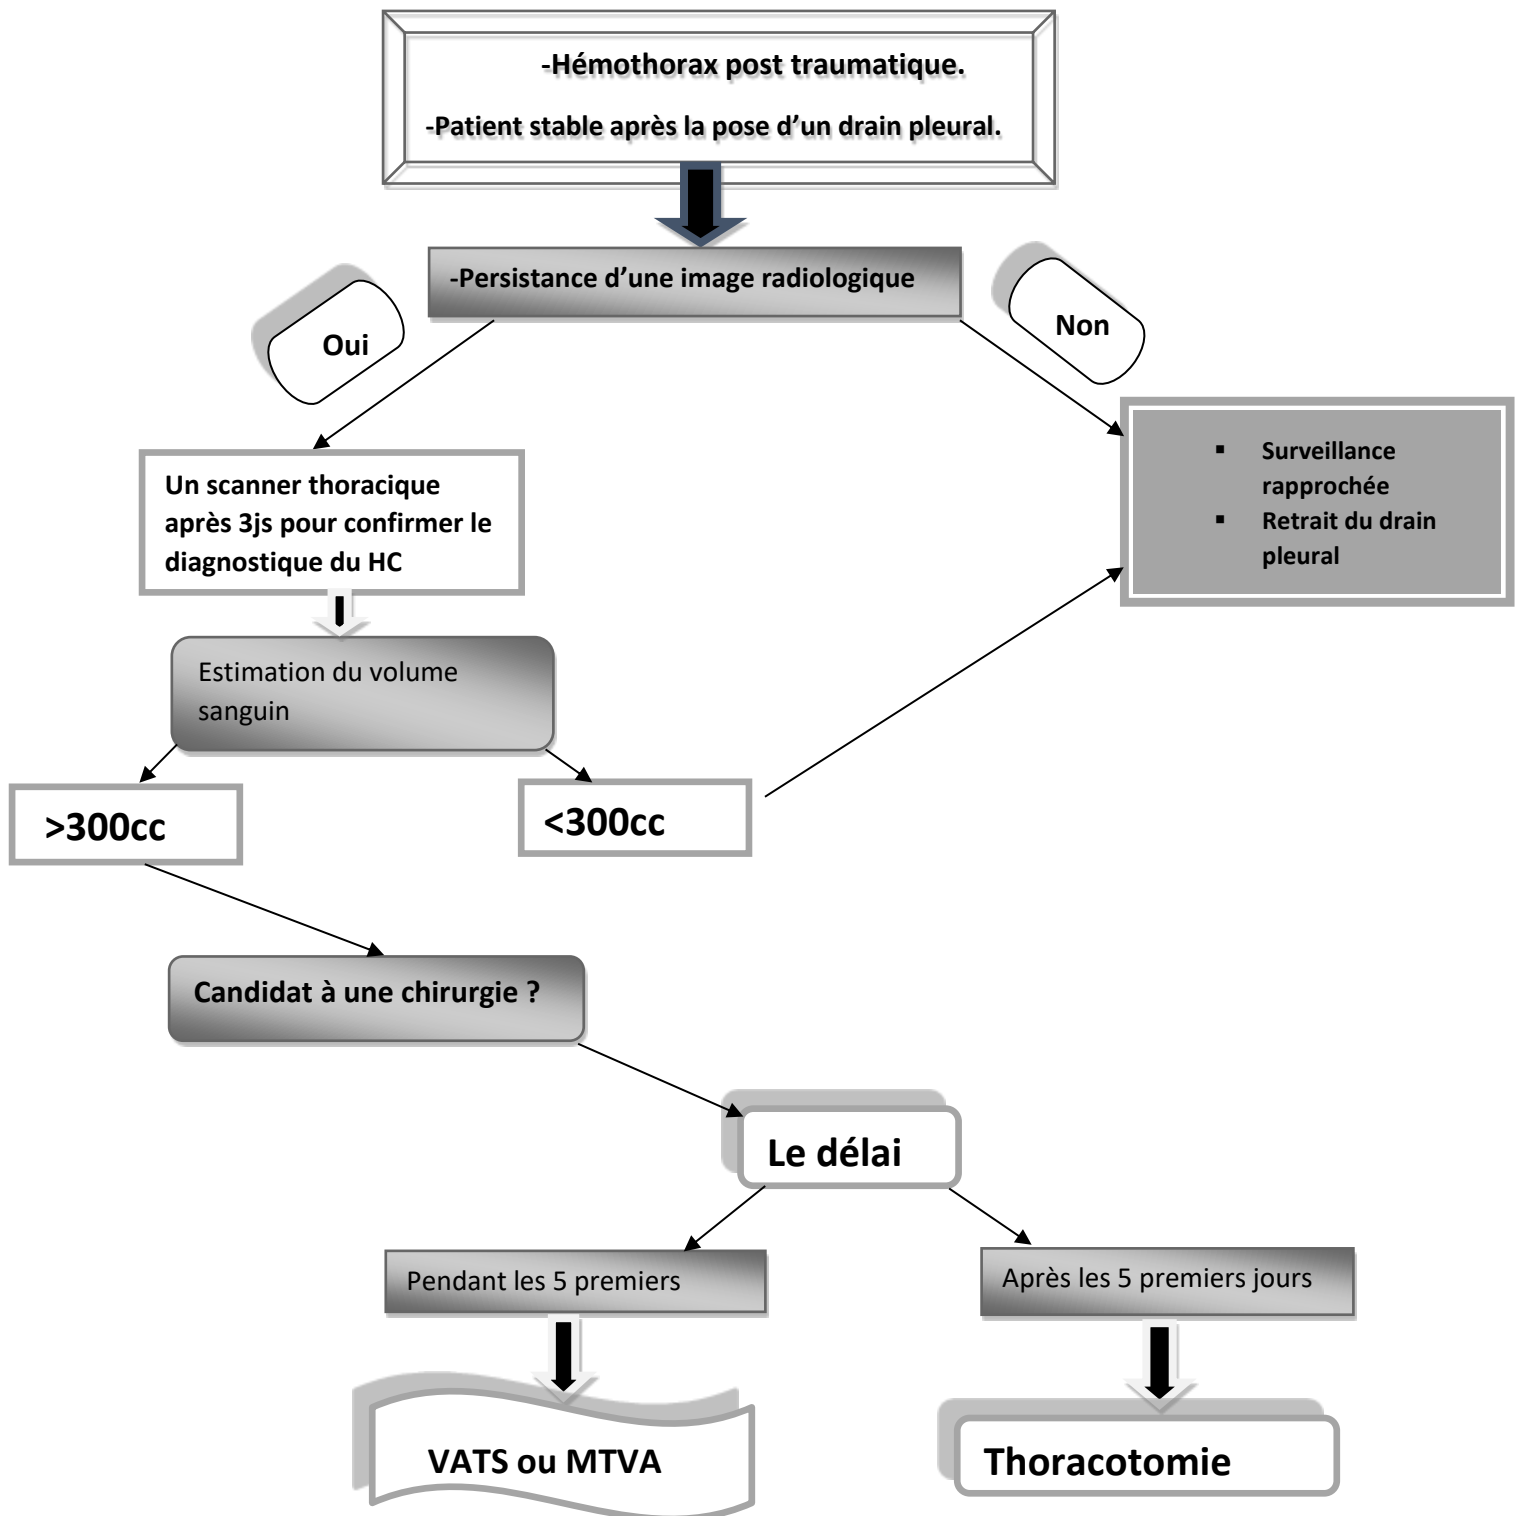 -Hémothorax post traumatique.
-Patient stable après la pose d’un drain pleural.
-Persistance d’une image radiologique
Oui
Non
Un scanner thoracique
après 3js pour confirmer le
diagnostique du HC
▪ Surveillance
rapprochée
▪ Retrait du drain
pleural
Estimation du volume
sanguin
>300cc
<300cc
Candidat à une chirurgie ?
Le délai
Pendant les 5 premiers
Après les 5 premiers jours
VATS ou MTVA
Thoracotomie